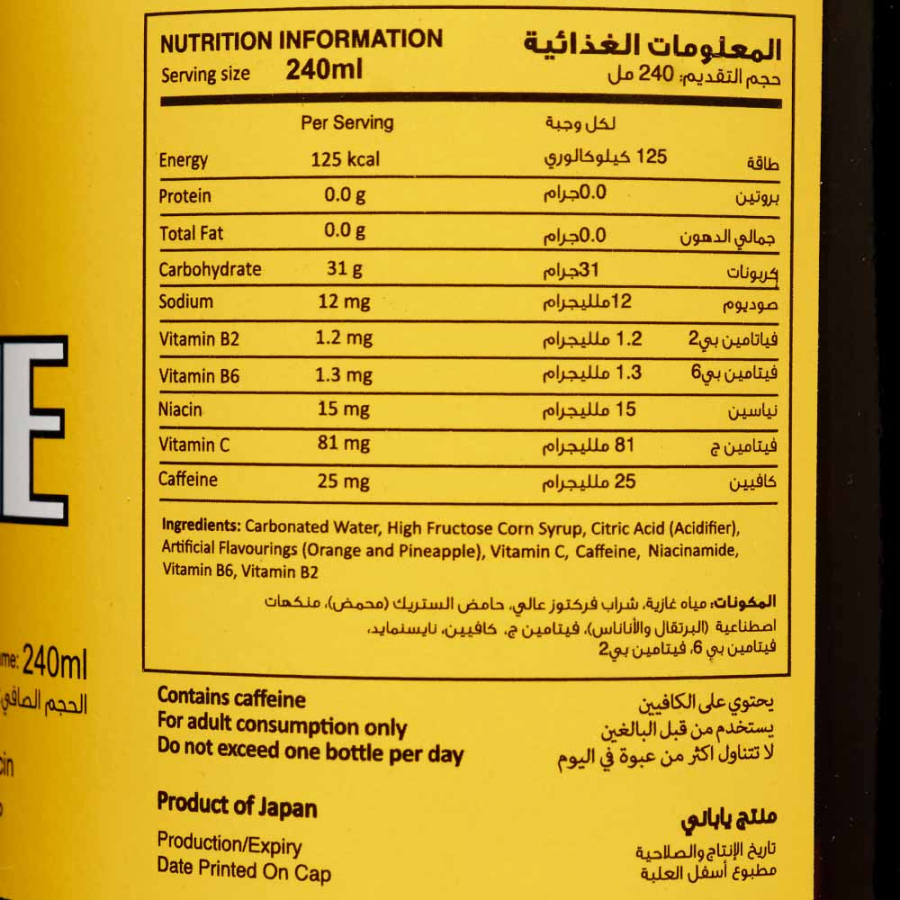 NUTRITION INFORMATION المعلومات الغذائية
Serving size 240ml حجم التقديم: 240 مل
Per Serving لكل وجبة
Energy 125 kcal 125 كيلوكالوري طاقة
Protein 0.0 g 0.0جرام بروتين
Total Fat 0.0 g 0.0جرام جمالي الدهون
Carbohydrate 31 g 31جرام كربونات
Sodium 12 mg 12ملليجرام صوديوم
Vitamin B2 1.2 mg 1.2 ملليجرام فياتامين بي2
Vitamin B6 1.3 mg 1.3 ملليجرام فيتامين بي6
Niacin 15 mg 15 ملليجرام نياسين
Vitamin C 81 mg 81 ملليجرام فيتامين ج
Caffeine 25 mg 25 ملليجرام كافيين
Ingredients: Carbonated Water, High Fructose Corn Syrup, Citric Acid (Acidifier),
Artificial Flavourings (Orange and Pineapple), Vitamin C, Caffeine, Niacinamide,
Vitamin B6, Vitamin B2
المكونات: مياه غازية، شراب فركتوز عالي، حامض الستريك (محمض)، منكهات
اصطناعية (البرتقال والأناناس)، فيتامين ج، كافيين، نايسنمايد،
فيتامين بي 6، فيتامين بي2
Contains caffeine يحتوي على الكافيين
For adult consumption only يستخدم من قبل البالغين
Do not exceed one bottle per day لا تتناول اكثر من عبوة في اليوم
Product of Japan منتج ياباني
Production/Expiry تاريخ الإنتاج والصلاحية
Date Printed On Cap مطبوع أسفل العلبة
E
me: 240ml
الحجم الصافي
cin